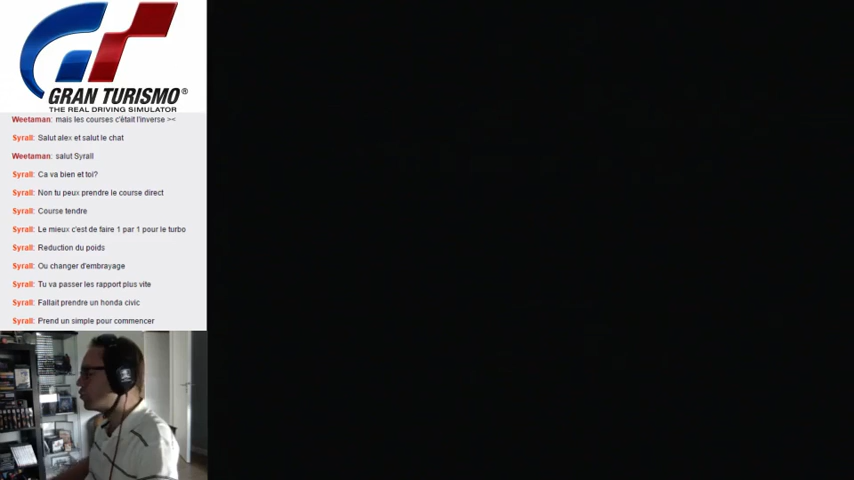 GRAN TURISMO®
THE REAL DRIVING SIMULATOR
Weetaman: mais les courses c'ètait l'inverse ><
Syrall: Salut alex et salut le chat
Weetaman: salut Syrall
Syrall: Ca va bien et toi?
Syrall: Non tu peux prendre le course direct
Syrall: Course tendre
Syrall: Le mieux c'est de faire 1 par 1 pour le turbo
Syrall: Reduction du poids
Syrall: Ou changer d'embrayage
Syrall: Tu va passer les rapport plus vite
Syrall: Fallait prendre un honda civic
Syrall: Prend un simple pour commencer